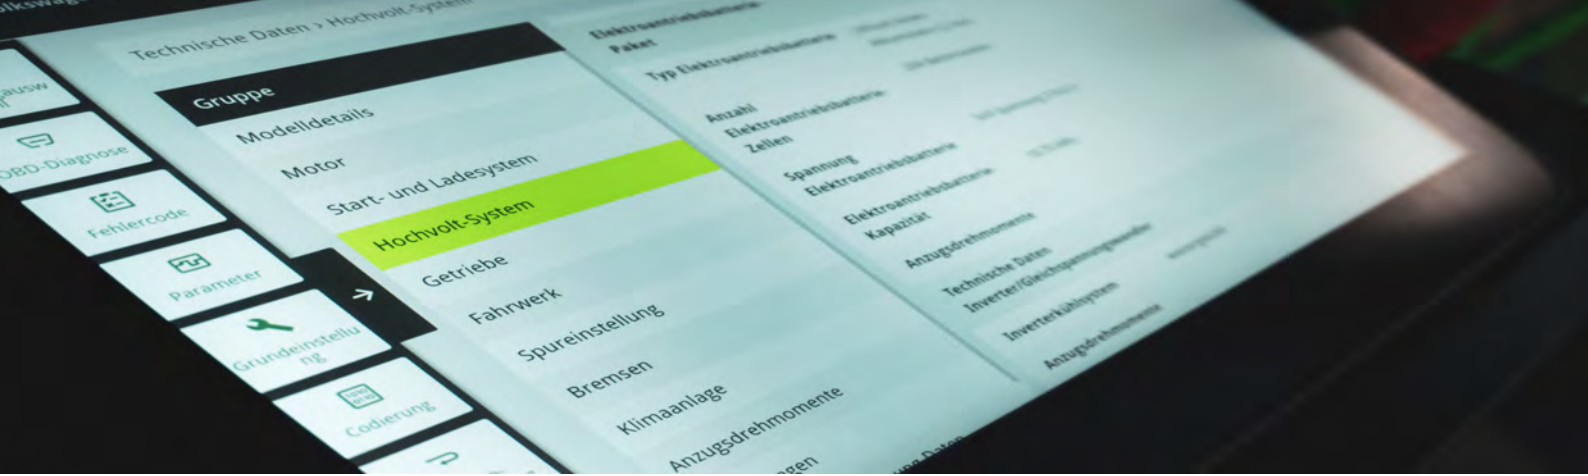 Technische Daten > Hochvolt-System
OBD-Diagnose
Fehlercode
Parameter
Grundeinstellu
ng
Codierung
Gruppe
Modelldetails
Motor
Start- und Ladesystem
Hochvolt-System
Getriebe
Fahrwerk
Spureinstellung
Bremsen
Klimaanlage
Anzugsdrehmomente
Elektroantriebsbatterie
Paket
Typ Elektroantriebsbatterie
Anzahl
Elektroantriebsbatterie
Zellen
Spannung
Elektroantriebsbatterie
Elektroantriebsbatterie
Kapazität
Anzugsdrehmomente
Technische Daten
Inverter/Gleichspannungswandler
Inverterkühlsystem
Anzugsdrehmomente